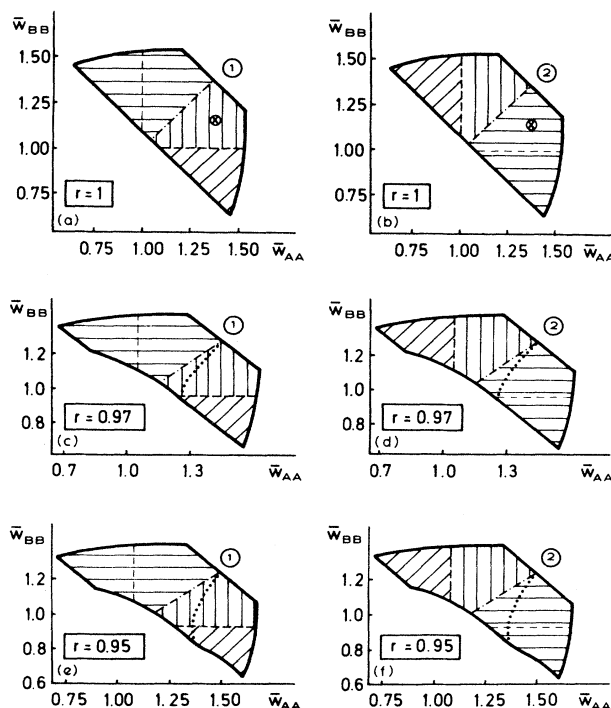 w̄BB
1.50
1.25
1.00
0.75
①
r = 1
(a)
0.75 1.00 1.25 1.50 w̄AA
w̄BB
1.50
1.25
1.00
0.75
②
r = 1
(b)
0.75 1.00 1.25 1.50 w̄AA
w̄BB
1.2
1.0
0.8
①
r = 0.97
(c)
0.7 1.0 1.3 w̄AA
w̄BB
1.2
1.0
0.8
②
r = 0.97
(d)
0.7 1.0 1.3 w̄AA
w̄BB
1.2
1.0
0.8
0.6
①
r = 0.95
(e)
0.75 1.00 1.25 1.50 w̄AA
w̄BB
1.2
1.0
0.8
0.6
②
r = 0.95
(f)
0.75 1.00 1.25 1.50 w̄AA